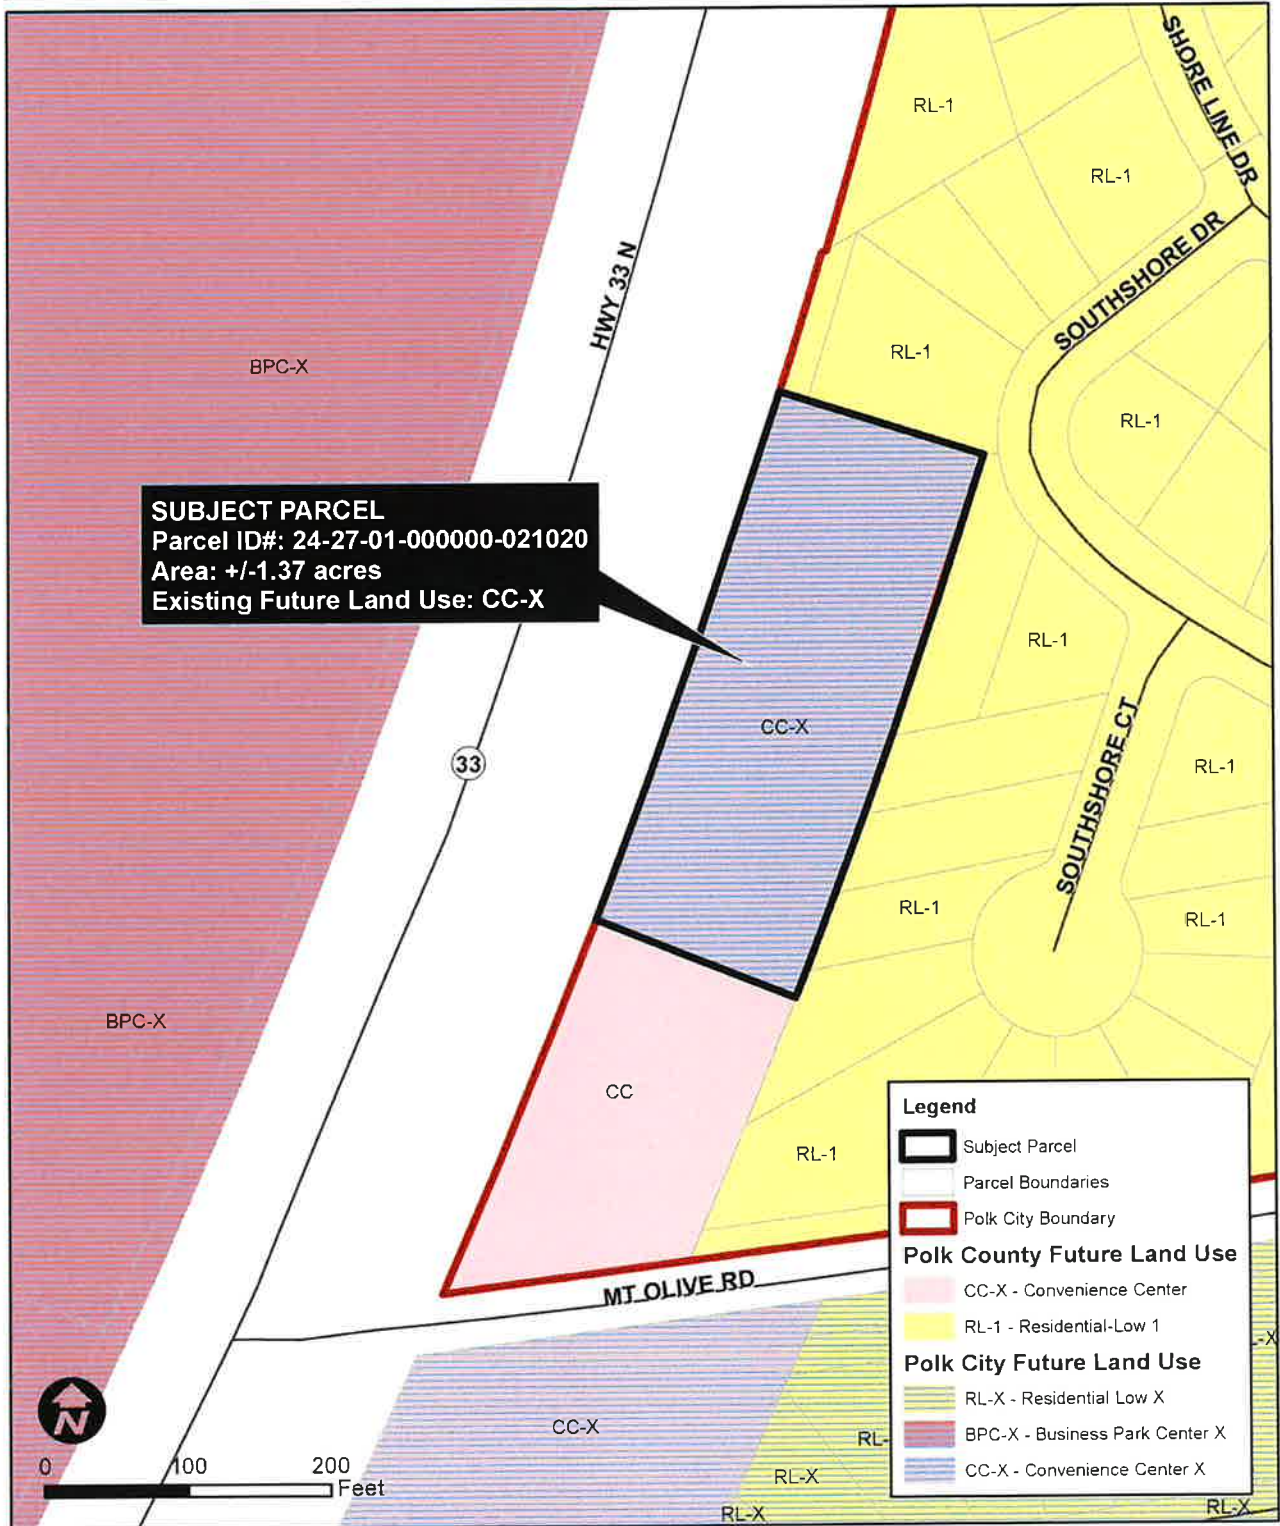 SHORE LINE DR
RL-1
RL-1
SOUTHSHORE DR
HWY 33 N
RL-1
BPC-X
RL-1
SUBJECT PARCEL
Parcel ID#: 24-27-01-000000-021020
Area: +/-1.37 acres
Existing Future Land Use: CC-X
RL-1
CC-X
33
SOUTHSHORE CT
RL-1
RL-1
RL-1
BPC-X
CC
RL-1
Legend
Subject Parcel
Parcel Boundaries
Polk City Boundary
Polk County Future Land Use
CC-X - Convenience Center
RL-1 - Residential-Low 1
Polk City Future Land Use
RL-X - Residential Low X
BPC-X - Business Park Center X
CC-X - Convenience Center X
MT OLIVE RD
L-X
CC-X
RL-
RL-X
RL-X
RL-X
N
0 100 200
Feet